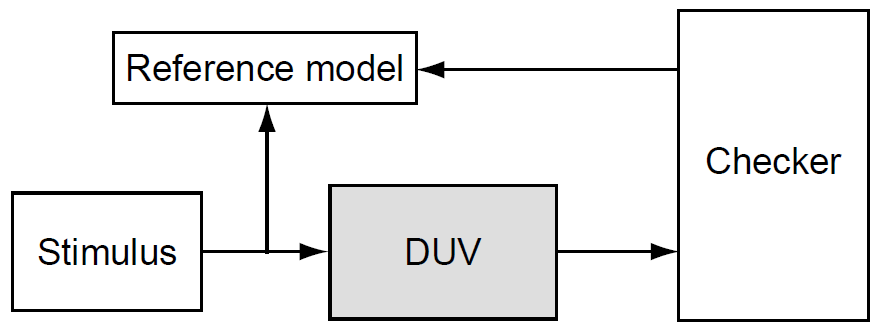 Reference model
Checker
Stimulus
DUV